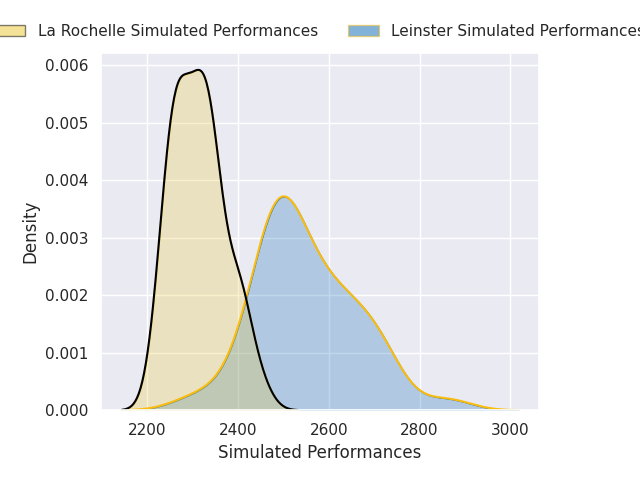 La Rochelle Simulated Performances
Leinster Simulated Performances
0.006
0.005
0.004
0.003
0.002
0.001
0.000
Density
2200 2400 2600 2800 3000
Simulated Performances